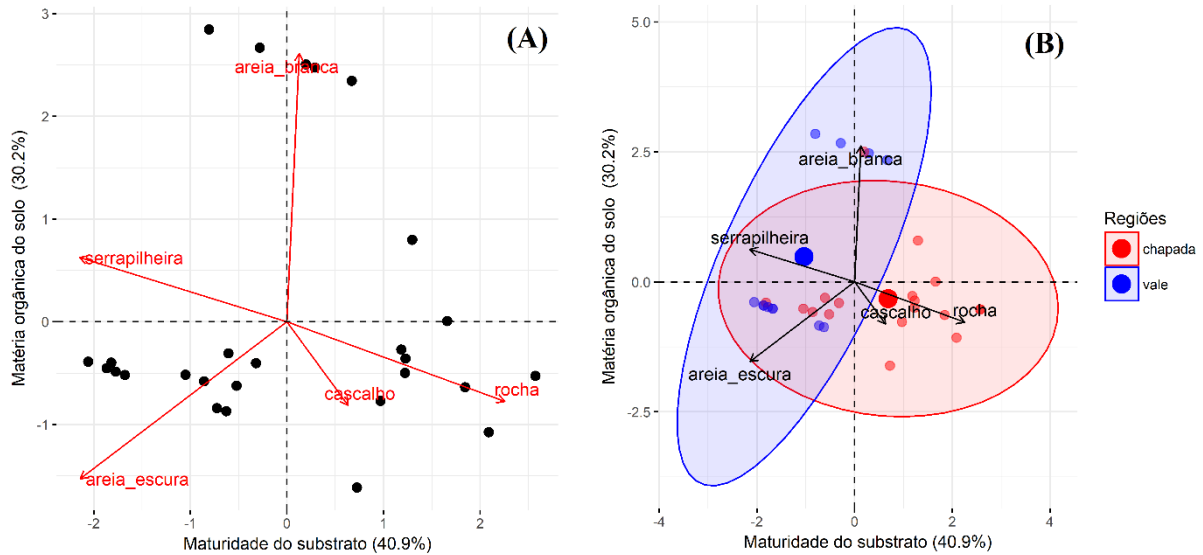 (A)
Matéria orgânica do solo (30.2%)
3
2
1
0
-1
areia_branca
serrapilheira
cascalho
rocha
areia_escura
-2
-1
0
1
2
Maturidade do substrato (40.9%)
(B)
Matéria orgânica do solo (30.2%)
5.0
2.5
0.0
-2.5
areia_branca
serrapilheira
cascalho
rocha
areia_escura
-4
-2
0
2
4
Maturidade do substrato (40.9%)
Regiões
chapada
vale